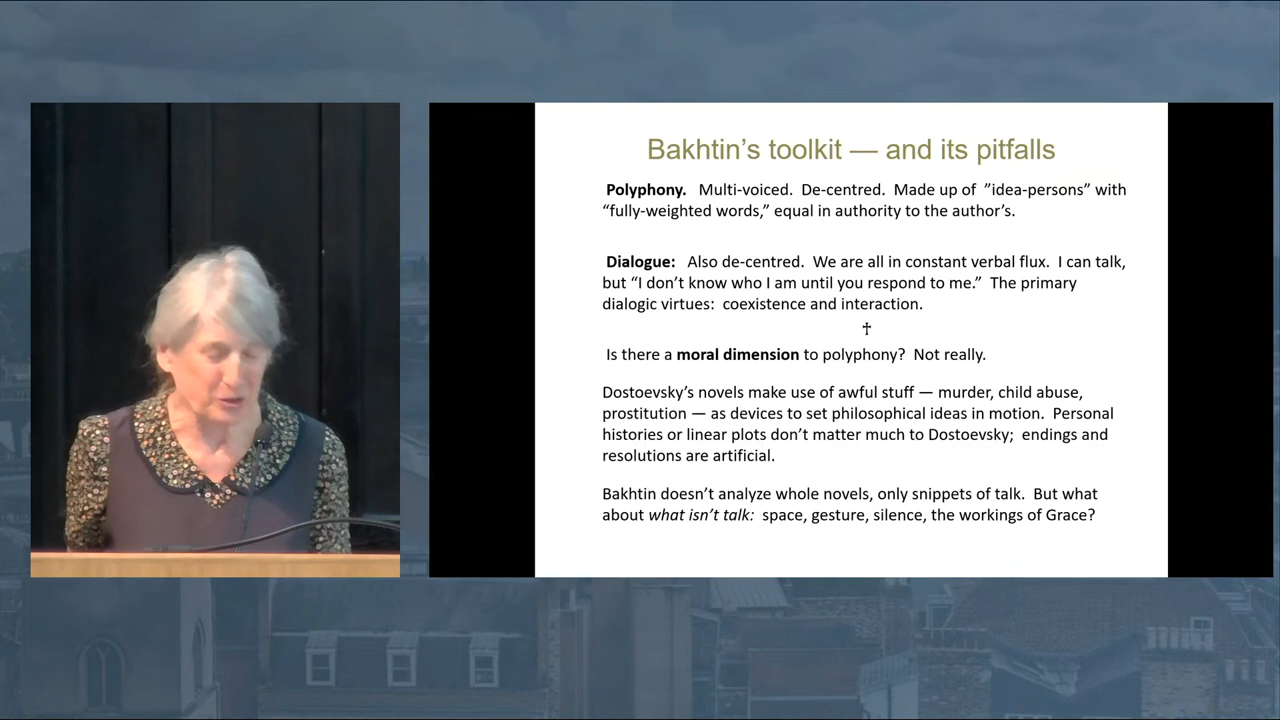 Bakhtin’s toolkit — and its pitfalls
Polyphony. Multi-voiced. De-centred. Made up of ”idea-persons” with
“fully-weighted words,” equal in authority to the author’s.
Dialogue: Also de-centred. We are all in constant verbal flux. I can talk,
but “I don’t know who I am until you respond to me.” The primary
dialogic virtues: coexistence and interaction.
☨
Is there a moral dimension to polyphony? Not really.
Dostoevsky’s novels make use of awful stuff — murder, child abuse,
prostitution — as devices to set philosophical ideas in motion. Personal
histories or linear plots don’t matter much to Dostoevsky; endings and
resolutions are artificial.
Bakhtin doesn’t analyze whole novels, only snippets of talk. But what
about what isn’t talk: space, gesture, silence, the workings of Grace?